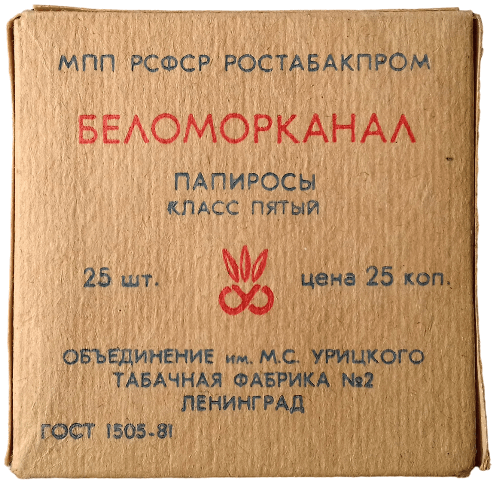 МПП РСФСР РОСТАБАКПРОМ
БЕЛОМОРКАНАЛ
ПАПИРОСЫ
КЛАСС ПЯТЫЙ
25 шт. цена 25 коп.
ОБЪЕДИНЕНИЕ им. М.С. УРИЦКОГО
ТАБАЧНАЯ ФАБРИКА №2
ЛЕНИНГРАД
ГОСТ 1505-81